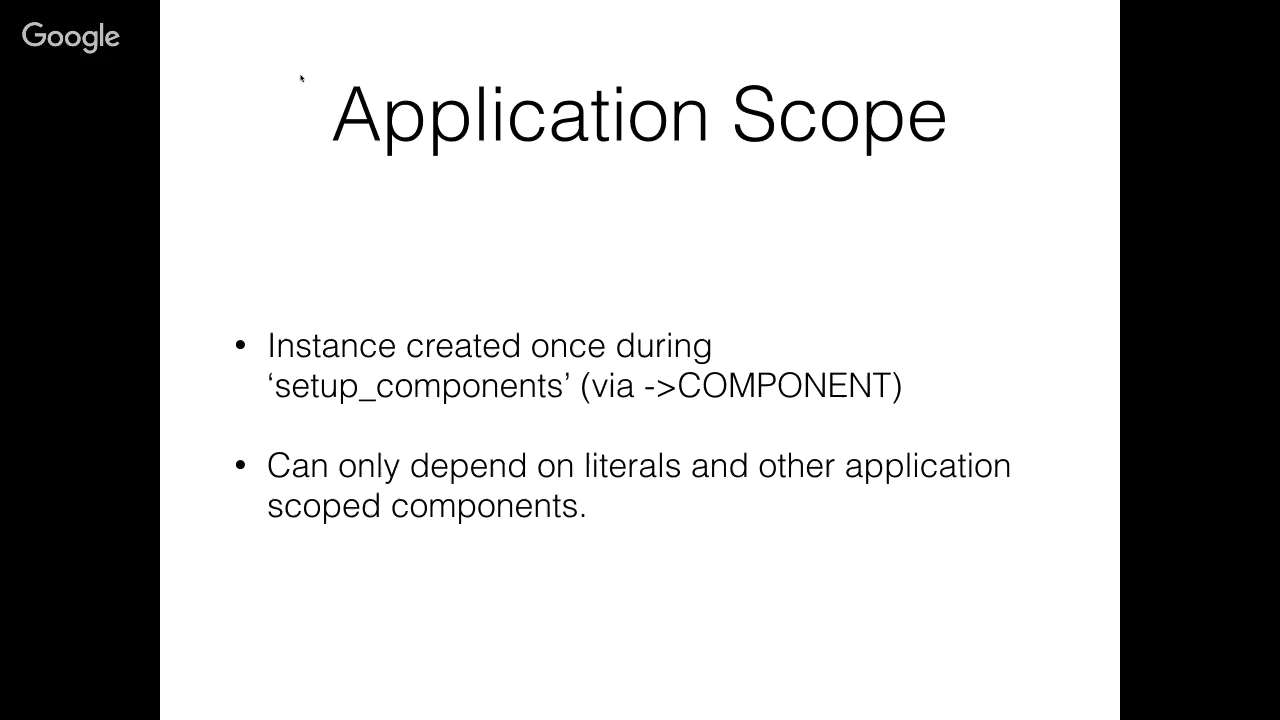 Google
Application Scope
• Instance created once during
‘setup_components’ (via ->COMPONENT)
• Can only depend on literals and other application
scoped components.